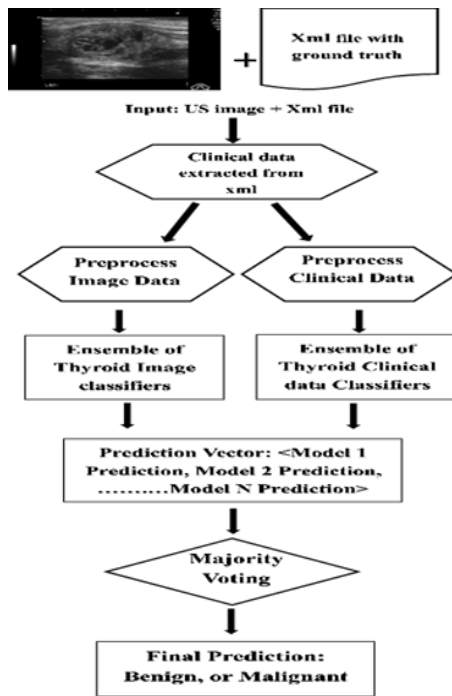 Xml file with
ground truth
Input: US image + Xml file
Clinical data
extracted from
xml
Preprocess
Image Data
Preprocess
Clinical Data
Ensemble of
Thyroid Image
classifiers
Ensemble of
Thyroid Clinical
data Classifiers
Prediction Vector: <Model 1
Prediction, Model 2 Prediction,
..........Model N Prediction>
Majority
Voting
Final Prediction:
Benign, or Malignant